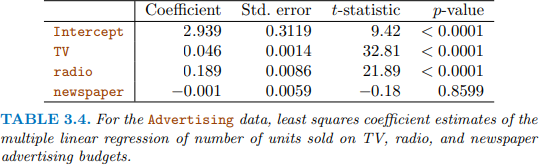 Coefficient Std. error t-statistic p-value
Intercept 2.939 0.3119 9.42 < 0.0001
TV 0.046 0.0014 32.81 < 0.0001
radio 0.189 0.0086 21.89 < 0.0001
newspaper −0.001 0.0059 −0.18 0.8599
TABLE 3.4. For the Advertising data, least squares coefficient estimates of the
multiple linear regression of number of units sold on TV, radio, and newspaper
advertising budgets.